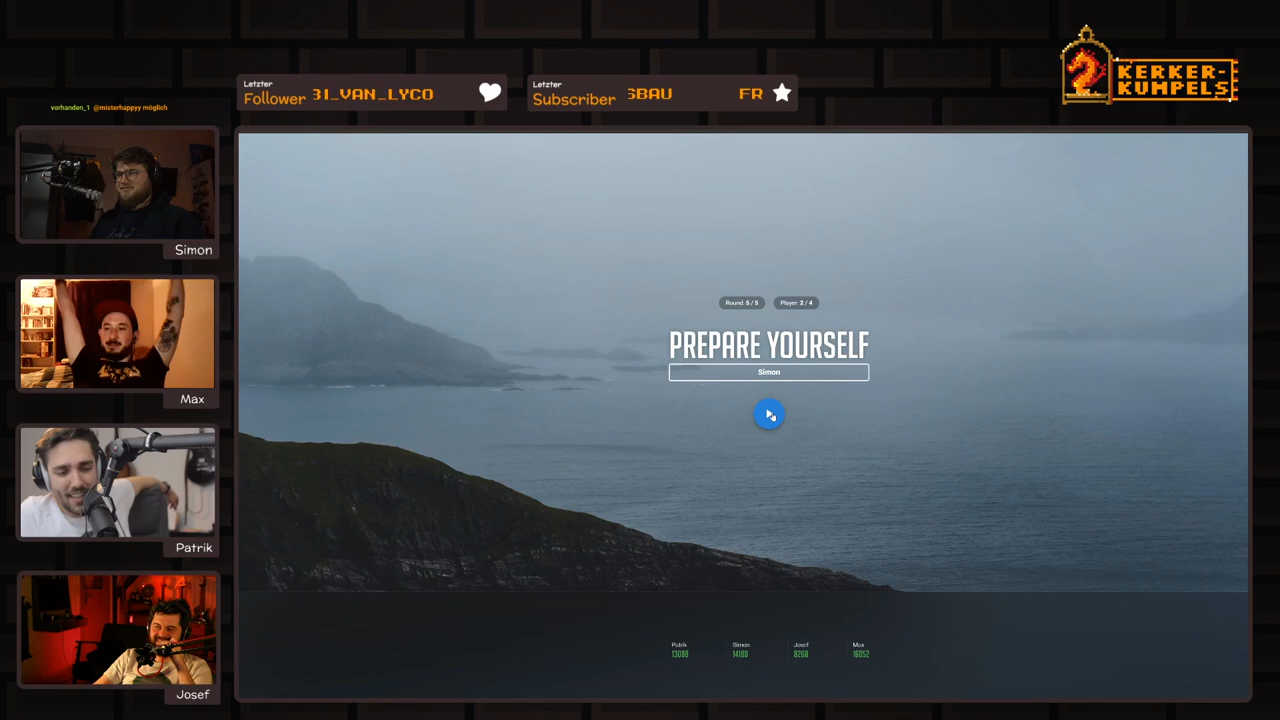 Letzter
Follower 3I_VAN_LYCO
Letzter
Subscriber GBAU FR
KERKER-
KUMPELS
vorhanden_1 @misterhappyy möglich
Simon
Max
Patrik
Josef
Round: 5 / 5
Player: 2 / 4
PREPARE YOURSELF
Simon
Patrik Simon Josef Max
13088 14188 8268 16052